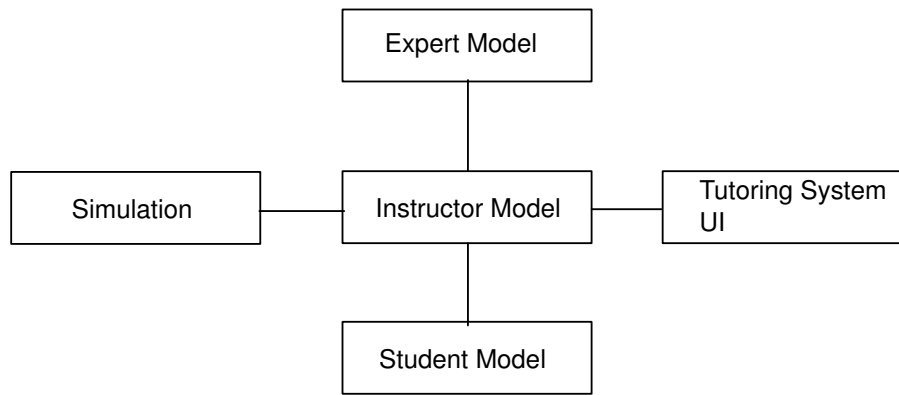 Expert Model
Simulation
Instructor Model
Tutoring System
UI
Student Model